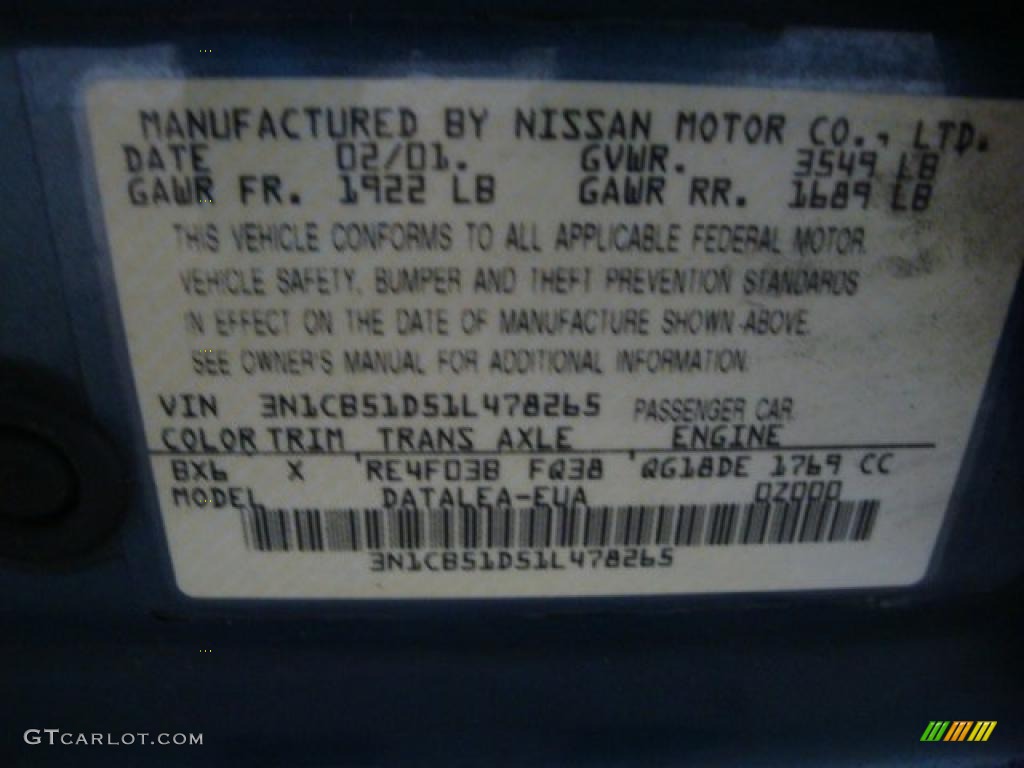 MANUFACTURED BY NISSAN MOTOR CO., LTD.
DATE 02/01. GVWR. 3549 LB
GAWR FR. 1922 LB GAWR RR. 1689 LB
THIS VEHICLE CONFORMS TO ALL APPLICABLE FEDERAL MOTOR
VEHICLE SAFETY, BUMPER AND THEFT PREVENTION STANDARDS
IN EFFECT ON THE DATE OF MANUFACTURE SHOWN ABOVE.
SEE OWNER'S MANUAL FOR ADDITIONAL INFORMATION.
VIN 3N1CB51D51L478265 PASSENGER CAR
COLOR TRIM TRANS AXLE ENGINE
BX6 X RE4F03B FQ38 QG18DE 1769 CC
MODEL DATALEA-EUA 0Z000
3N1CB51D51L478265
GTCARLOT.COM